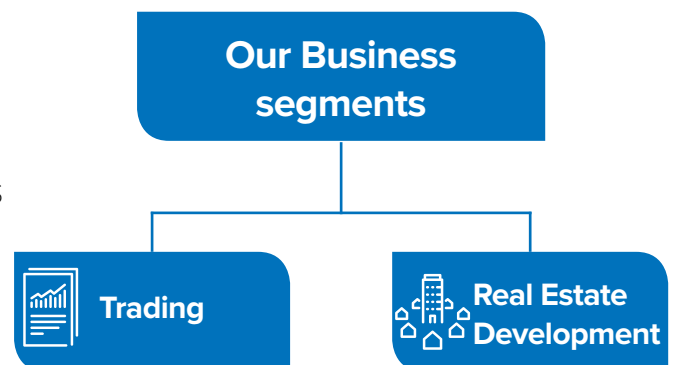 Our Business
segments
s
Trading
Real Estate
Development